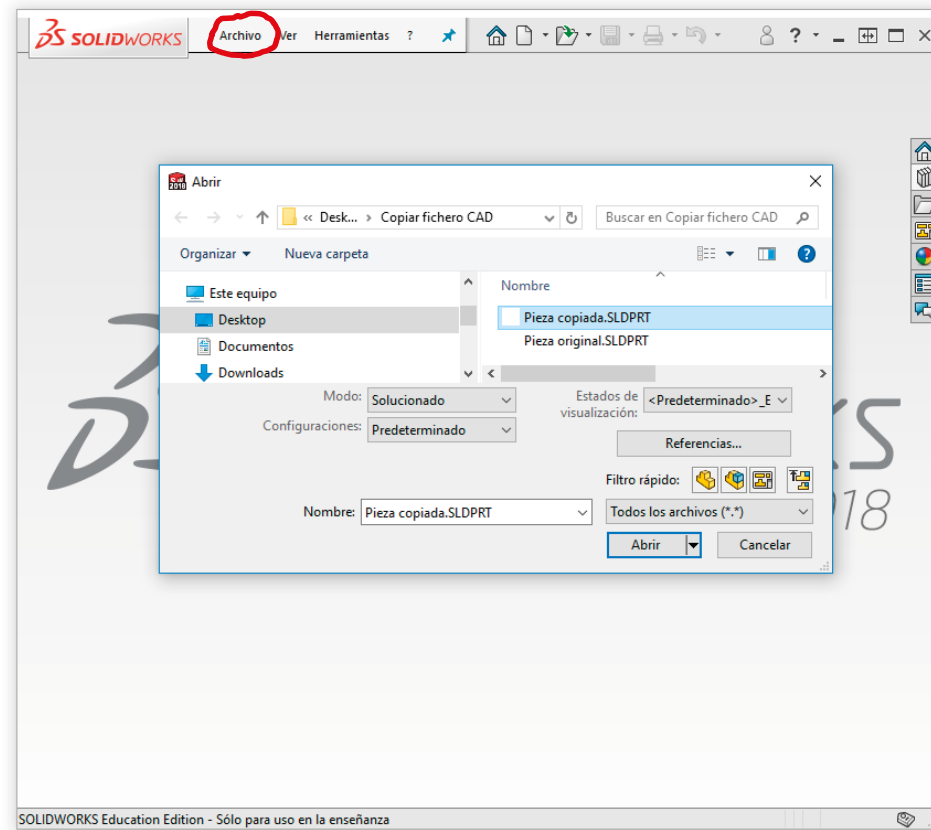 SOLIDWORKS Archivo Ver Herramientas ? ?
Abrir
« Desk... › Copiar fichero CAD Buscar en Copiar fichero CAD
Organizar Nueva carpeta ?
Este equipo
Desktop
Documentos
Downloads
Nombre
Pieza copiada.SLDPRT
Pieza original.SLDPRT
Modo: Solucionado
Configuraciones: Predeterminado
Estados de visualización: <Predeterminado>_E
Referencias...
Filtro rápido:
Nombre: Pieza copiada.SLDPRT Todos los archivos (*.*)
Abrir Cancelar
SOLIDWORKS Education Edition - Sólo para uso en la enseñanza